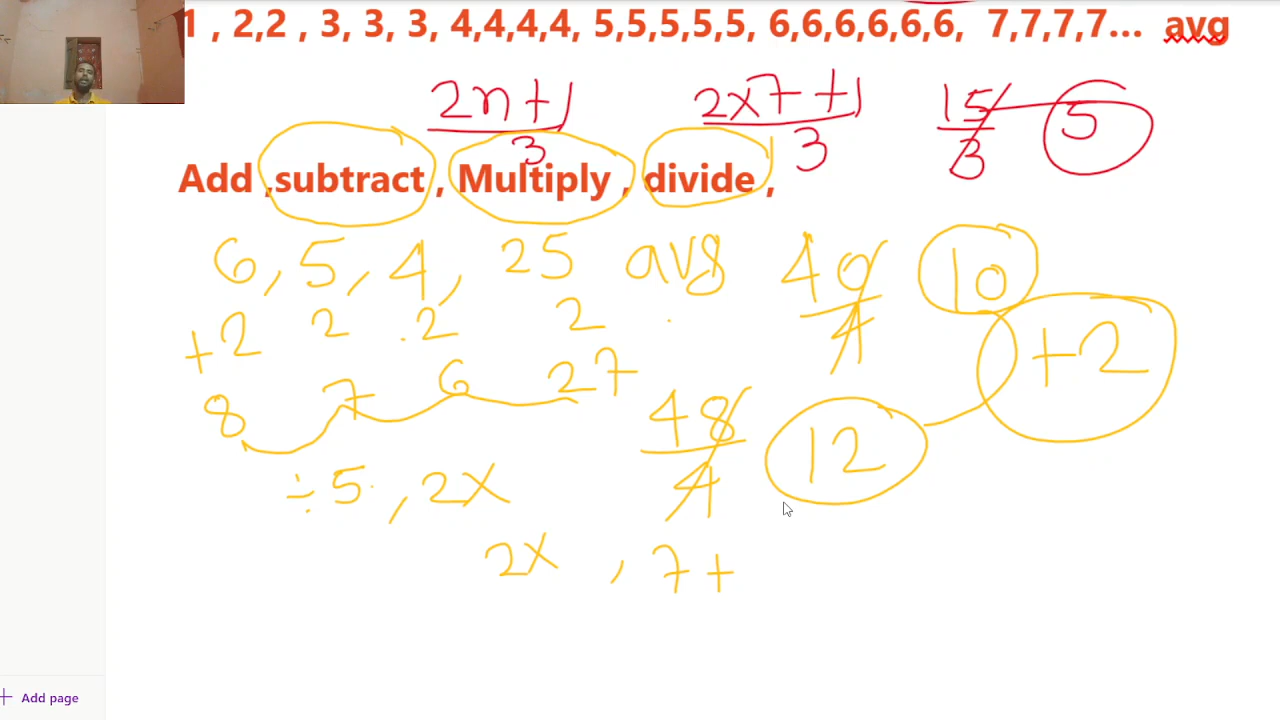 1 , 2,2 , 3, 3, 3, 4,4,4,4, 5,5,5,5,5, 6,6,6,6,6,6, 7,7,7,7... avg
2n+1/3 2x7+1/3 15/3 5
Add ,subtract , Multiply , divide ,
6, 5, 4, 25 avg 40/4 10
+2 2 .2 2 . +2
8 7 6 27
48/4 12
÷5 , 2x
2x , 7+
+ Add page